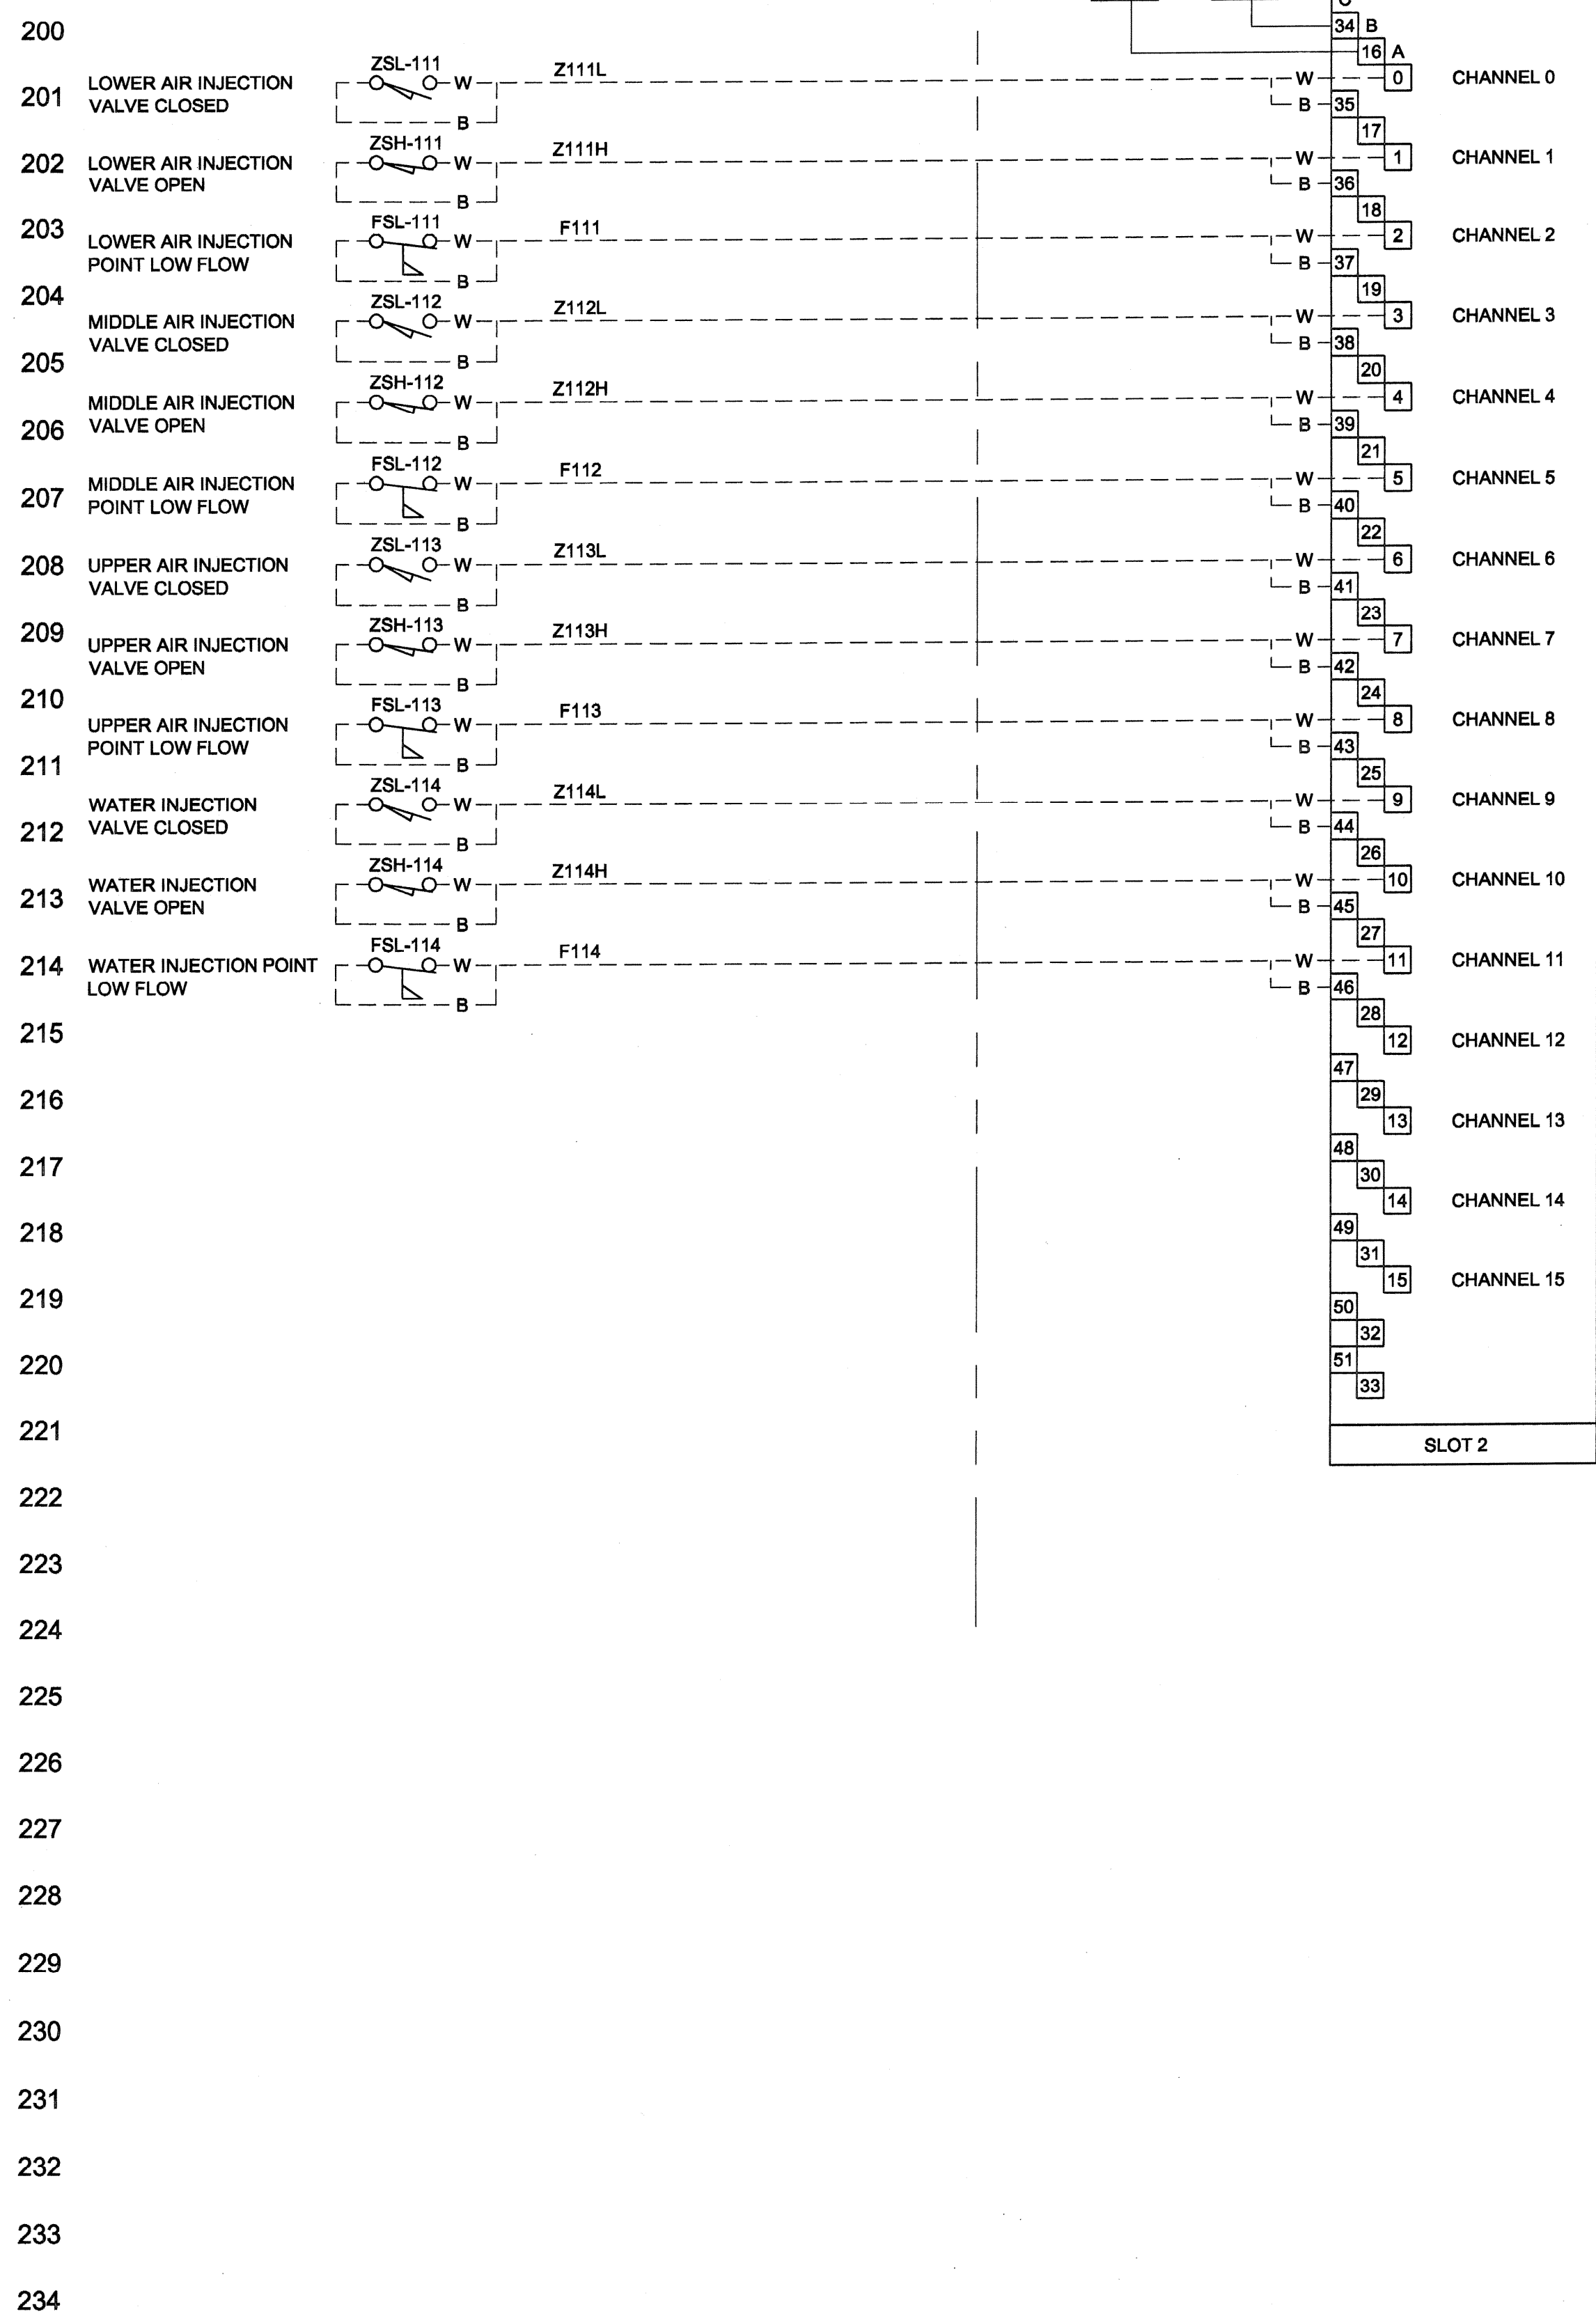 C
200
34 B
16 A
ZSL-111
W Z111L W 0 CHANNEL 0
LOWER AIR INJECTION
201 VALVE CLOSED
B B 35
17
ZSH-111
W Z111H W 1 CHANNEL 1
202 LOWER AIR INJECTION
VALVE OPEN
B B 36
18
FSL-111
203 W F111 W 2 CHANNEL 2
LOWER AIR INJECTION
POINT LOW FLOW
B B 37
19
204
ZSL-112
W Z112L W 3 CHANNEL 3
MIDDLE AIR INJECTION
VALVE CLOSED
205 B B 38
20
ZSH-112
W Z112H W 4 CHANNEL 4
MIDDLE AIR INJECTION
206 VALVE OPEN
B B 39
21
FSL-112
W F112 W 5 CHANNEL 5
MIDDLE AIR INJECTION
207 POINT LOW FLOW
B B 40
22
ZSL-113
W Z113L W 6 CHANNEL 6
208 UPPER AIR INJECTION
VALVE CLOSED
B B 41
23
ZSH-113
209 W Z113H W 7 CHANNEL 7
UPPER AIR INJECTION
VALVE OPEN
B B 42
24
210
FSL-113
W F113 W 8 CHANNEL 8
UPPER AIR INJECTION
POINT LOW FLOW
211 B B 43
25
ZSL-114
W Z114L W 9 CHANNEL 9
WATER INJECTION
212 VALVE CLOSED
B B 44
26
ZSH-114
W Z114H W 10 CHANNEL 10
WATER INJECTION
213 VALVE OPEN
B B 45
27
FSL-114
W F114 W 11 CHANNEL 11
214 WATER INJECTION POINT
LOW FLOW
B B 46
28
215 12 CHANNEL 12
47
216 29
13 CHANNEL 13
48
217 30
14 CHANNEL 14
218 49
31
15 CHANNEL 15
219 50
32
220 51
33
221
SLOT 2
222
223
224
225
226
227
228
229
230
231
232
233
234